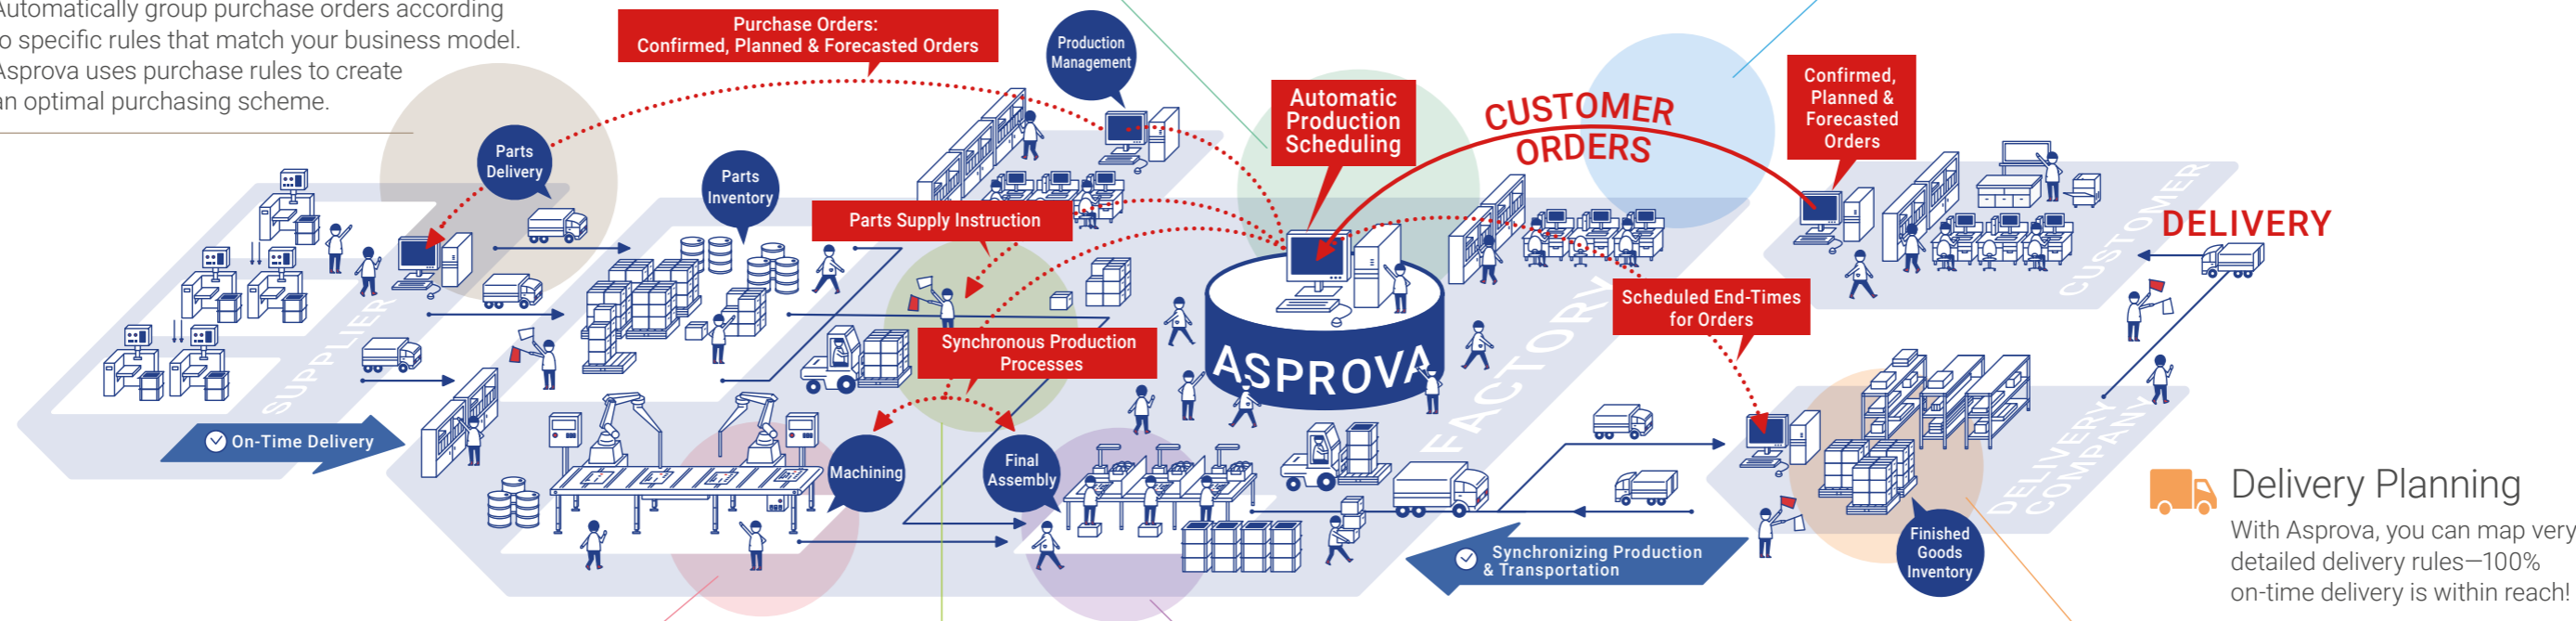 Automatically group purchase orders according
to specific rules that match your business model.
Asprova uses purchase rules to create
an optimal purchasing scheme.
Purchase Orders:
Confirmed, Planned & Forecasted Orders
Production
Management
Automatic
Production
Scheduling
CUSTOMER
ORDERS
Confirmed,
Planned &
Forecasted
Orders
Parts
Delivery
Parts
Inventory
Parts Supply Instruction
DELIVERY
CUSTOMER
Scheduled End-Times
for Orders
Synchronous Production
Processes
ASPROVA
FACTORY
SUPPLIER
On-Time Delivery
Machining
Final
Assembly
DELIVERY
COMPANY
Synchronizing Production
& Transportation
Finished
Goods
Inventory
Delivery Planning
With Asprova, you can map very
detailed delivery rules—100%
on-time delivery is within reach!